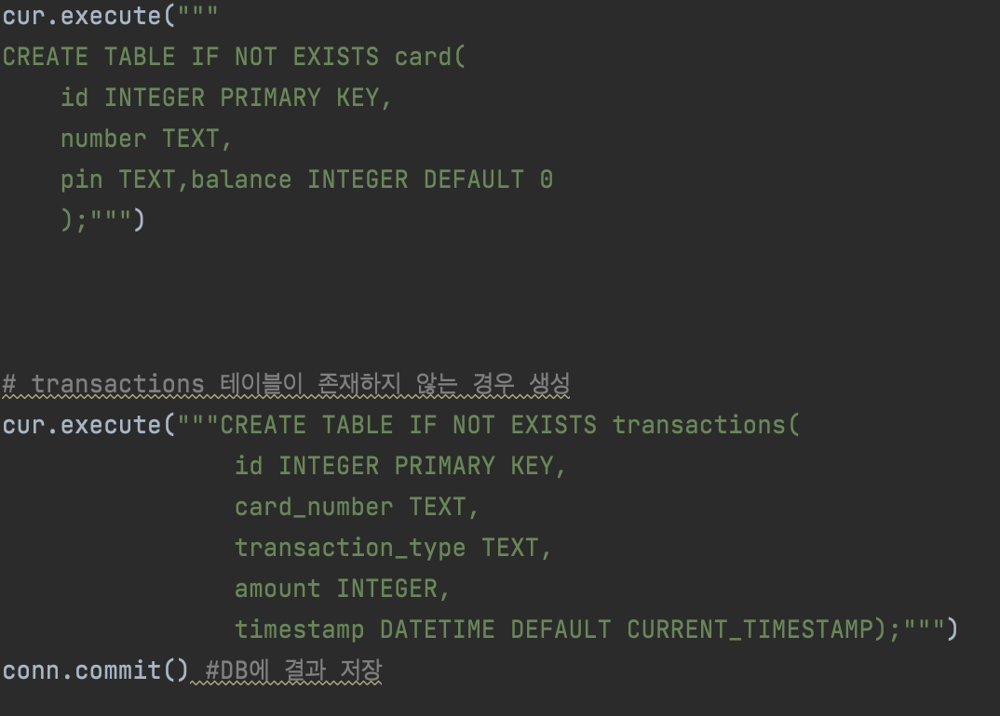 cur.execute("""
CREATE TABLE IF NOT EXISTS card(
    id INTEGER PRIMARY KEY,
    number TEXT,
    pin TEXT,balance INTEGER DEFAULT 0
    );""")
# transactions 테이블이 존재하지 않는 경우 생성
cur.execute("""CREATE TABLE IF NOT EXISTS transactions(
                id INTEGER PRIMARY KEY,
                card_number TEXT,
                transaction_type TEXT,
                amount INTEGER,
                timestamp DATETIME DEFAULT CURRENT_TIMESTAMP);""")
conn.commit() #DB에 결과 저장